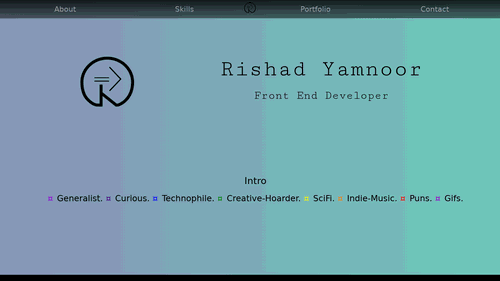 About Skills Portfolio Contact
Rishad Yamnoor
Front End Developer
Intro
¤ Generalist. ¤ Curious. ¤ Technophile. ¤ Creative-Hoarder. ¤ SciFi. ¤ Indie-Music. ¤ Puns. ¤ Gifs.